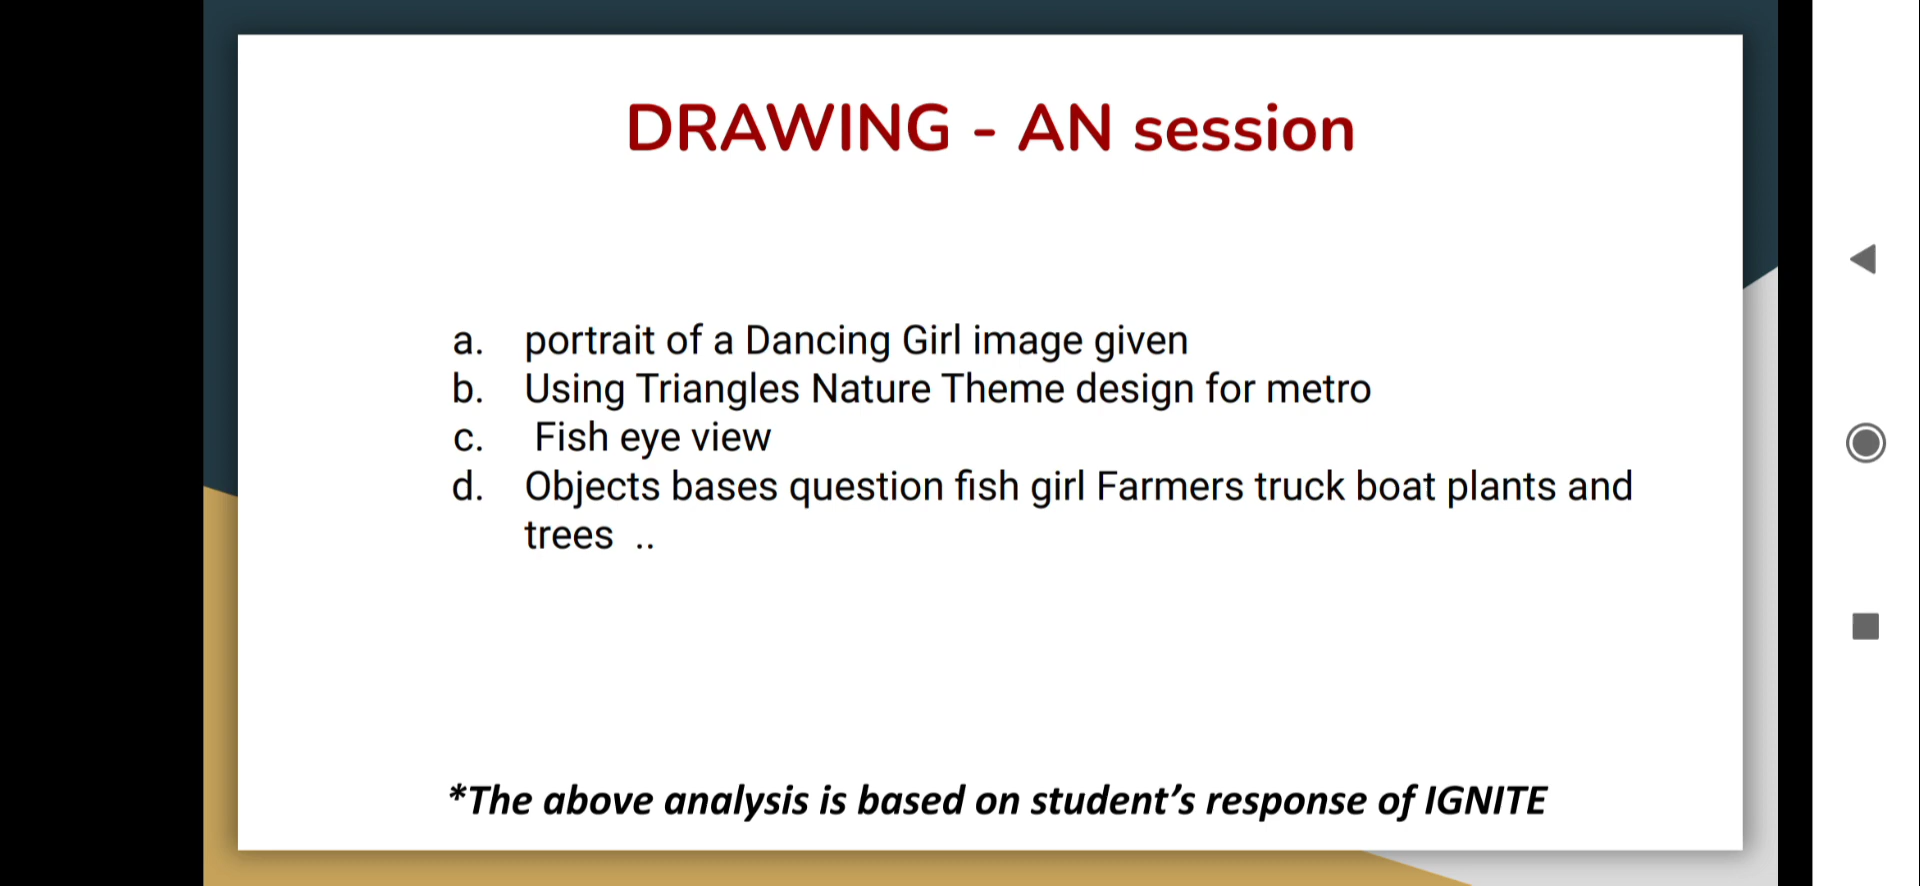 DRAWING - AN session
a. portrait of a Dancing Girl image given
b. Using Triangles Nature Theme design for metro
c. Fish eye view
d. Objects bases question fish girl Farmers truck boat plants and
trees ..
*The above analysis is based on student’s response of IGNITE